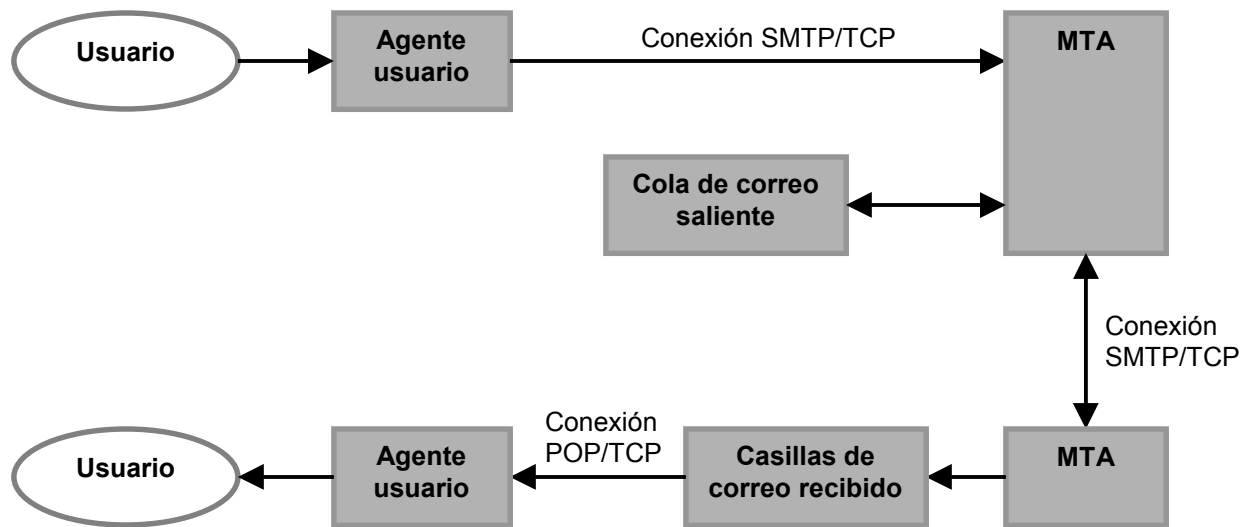 Usuario
Agente
usuario
Conexión SMTP/TCP
MTA
Cola de correo
saliente
Conexión
SMTP/TCP
Usuario
Agente
usuario
Conexión
POP/TCP
Casillas de
correo recibido
MTA